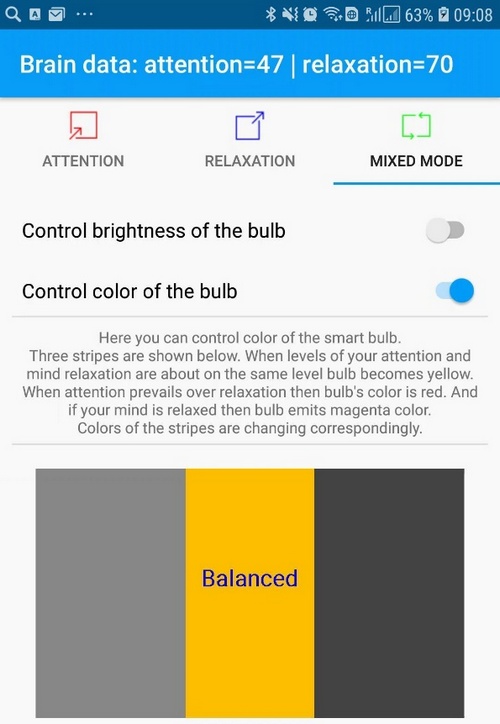 63% 09:08
Brain data: attention=47 | relaxation=70
ATTENTION RELAXATION MIXED MODE
Control brightness of the bulb
Control color of the bulb
Here you can control color of the smart bulb.
Three stripes are shown below. When levels of your attention and
mind relaxation are about on the same level bulb becomes yellow.
When attention prevails over relaxation then bulb's color is red. And
if your mind is relaxed then bulb emits magenta color.
Colors of the stripes are changing correspondingly.
Balanced